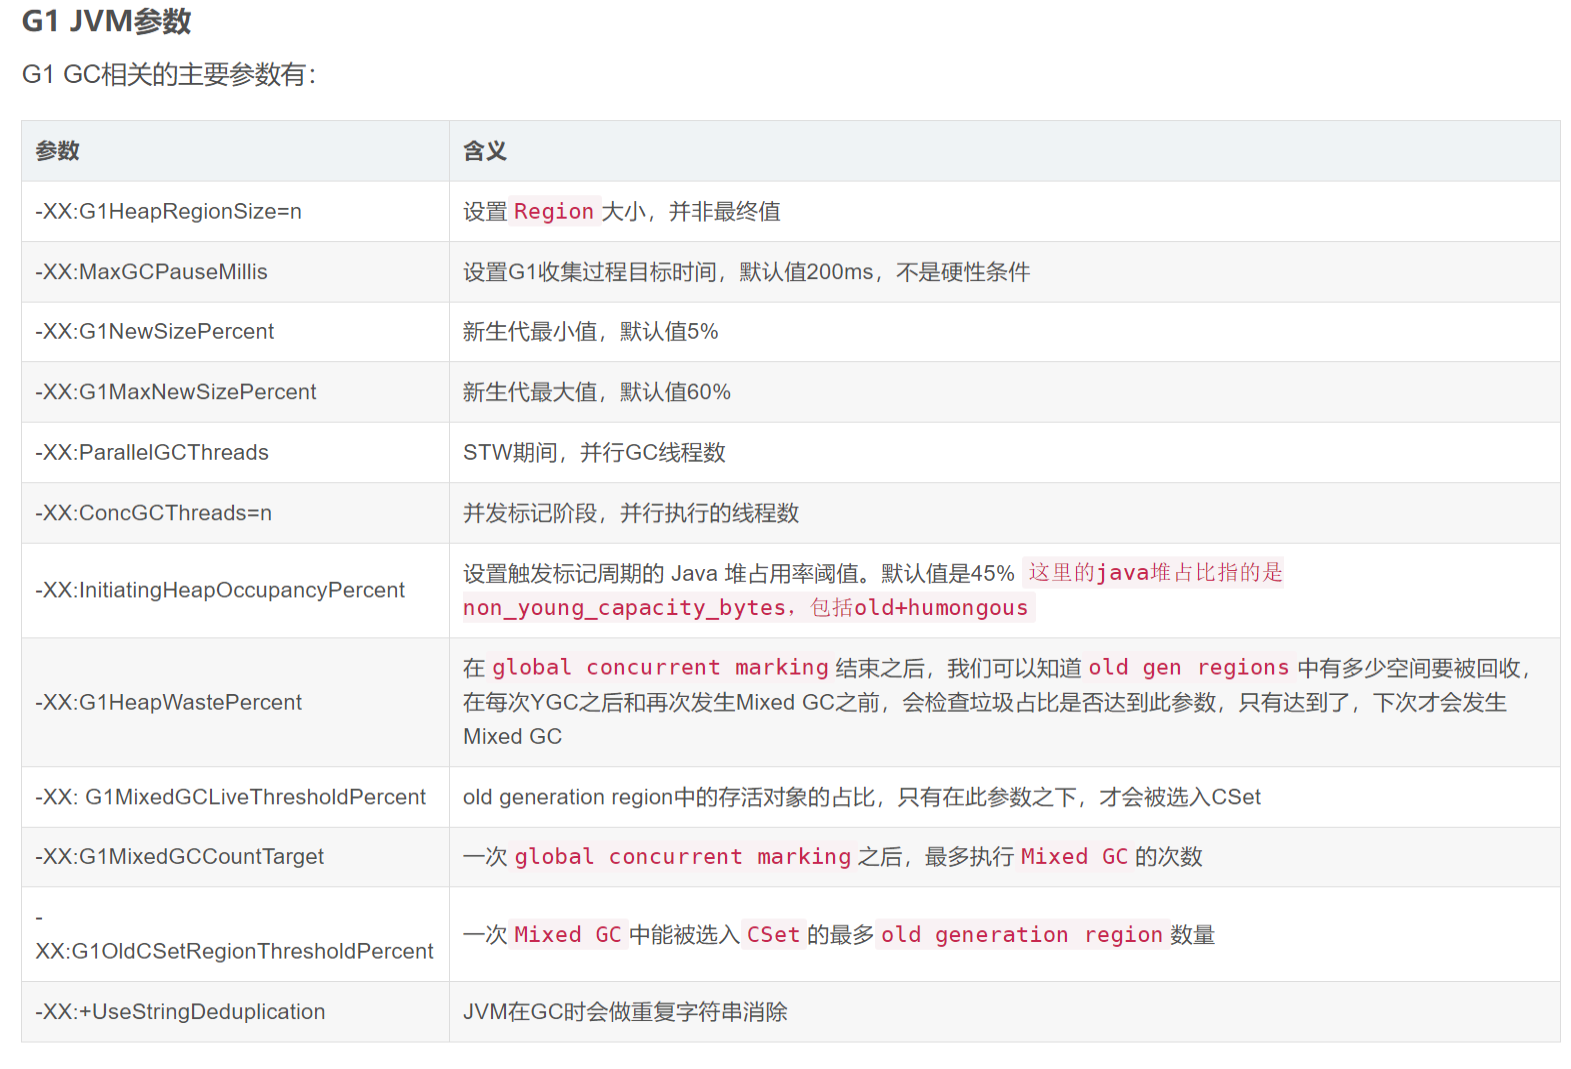 G1 JVM参数
G1 GC相关的主要参数有：
参数 含义
-XX:G1HeapRegionSize=n 设置Region大小，并非最终值
-XX:MaxGCPauseMillis 设置G1收集过程目标时间，默认值200ms，不是硬性条件
-XX:G1NewSizePercent 新生代最小值，默认值5%
-XX:G1MaxNewSizePercent 新生代最大值，默认值60%
-XX:ParallelGCThreads STW期间，并行GC线程数
-XX:ConcGCThreads=n 并发标记阶段，并行执行的线程数
-XX:InitiatingHeapOccupancyPercent 设置触发标记周期的 Java 堆占用率阈值。默认值是45% 这里的java堆占比指的是
non_young_capacity_bytes，包括old+humongous
-XX:G1HeapWastePercent 在 global concurrent marking 结束之后，我们可以知道 old gen regions 中有多少空间要被回收，
在每次YGC之后和再次发生Mixed GC之前，会检查垃圾占比是否达到此参数，只有达到了，下次才会发生
Mixed GC
-XX: G1MixedGCLiveThresholdPercent old generation region中的存活对象的占比，只有在此参数之下，才会被选入CSet
-XX:G1MixedGCCountTarget 一次 global concurrent marking 之后，最多执行 Mixed GC 的次数
-
XX:G1OldCSetRegionThresholdPercent 一次 Mixed GC 中能被选入 CSet 的最多 old generation region 数量
-XX:+UseStringDeduplication JVM在GC时会做重复字符串消除